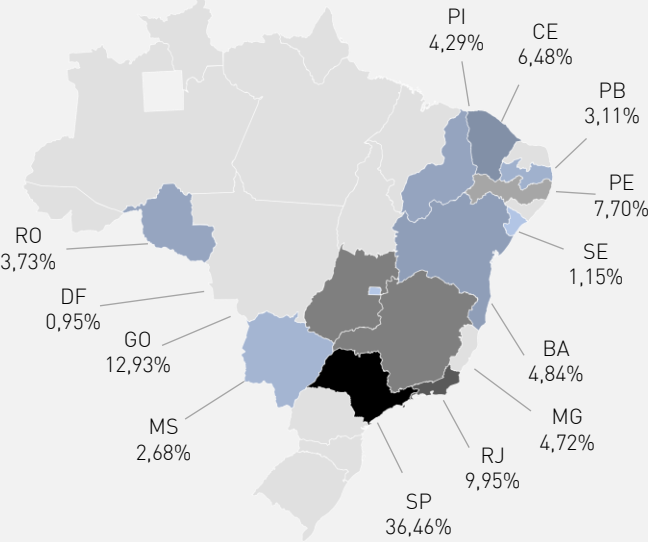 PI
4,29%
CE
6,48%
PB
3,11%
PE
7,70%
SE
1,15%
RO
3,73%
DF
0,95%
GO
12,93%
BA
4,84%
MG
4,72%
MS
2,68%
RJ
9,95%
SP
36,46%